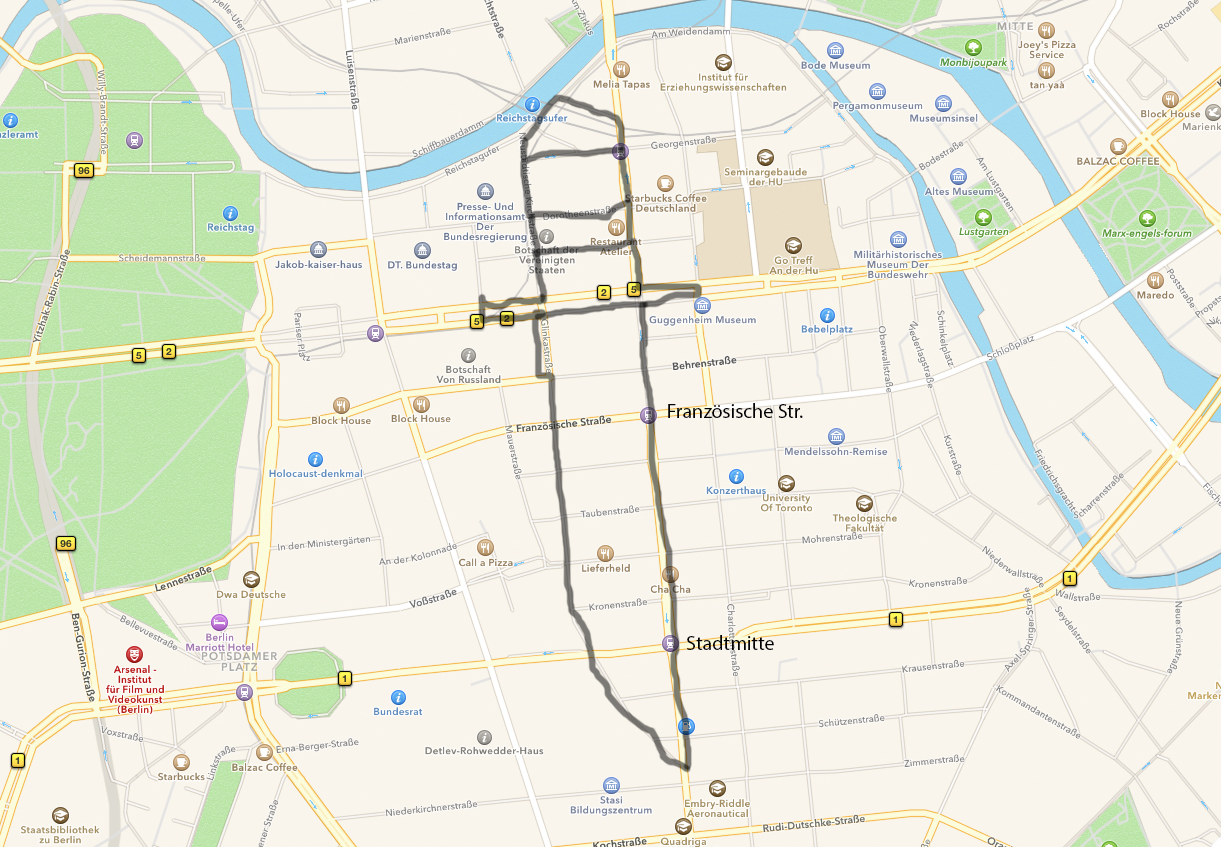 MITTE
Am Zirkus
Marienstraße
Am Weidendamm
Joey's Pizza
Service
tan yaá
Monbijoupark
Bode Museum
Institut für
Erziehungswissenschaften
Melia Tapas
Luisenstraße
Willy-Brandt-Straße
Reichstagsufer
Pergamonmuseum
Museumsinsel
Block House
BALZAC COFFEE
Schiffbauerdamm
Reichstagufer
Georgenstraße
Bodestraße
Am Lustgarten
96
Seminargebaude
der HU
Altes Museum
Presse- Und
Informationsamt
Der
Bundesregierung
Starbucks Coffee
Deutschland
Dorotheenstraße
Reichstag
Restaurant
Atelier
Lustgarten
Marx-engels-forum
Scheidemannstraße
Jakob-kaiser-haus
DT. Bundestag
Botschaft der
Vereinigten
Staaten
Go Treff
An der Hu
Militärhistorisches
Museum Der
Bundeswehr
Yitzhak-Rabin-Straße
Poststraße
Maredo
2
5
5
2
Guggenheim Museum
Bebelplatz
Pariser Platz
Glinkastraße
Oberwallstraße
Niederlagstraße
Schinkelplatz
Schloßplatz
5
2
Botschaft
Von Russland
Behrenstraße
Block House
Block House
Französische Str.
Französische Straße
Mauerstraße
Mendelssohn-Remise
Kurstraße
Friedrichsgracht
Holocaust-denkmal
Konzerthaus
University
Of Toronto
Scharrenstraße
Taubenstraße
Theologische
Fakultät
96
In den Ministergärten
An der Kolonnade
Call a Pizza
Lieferheld
Mohrenstraße
Niederwallstraße
Lennestraße
Dwa Deutsche
Cha Cha
Kronenstraße
Kronenstraße
1
Wallstraße
Voßstraße
Bellevuestraße
Ben-Gurion-Straße
Berlin
Marriott Hotel
Charlottenstraße
1
Seydelstraße
Neue Grünstraße
Stadtmitte
POTSDAMER
PLATZ
Arsenal -
Institut
für Film und
Videokunst
(Berlin)
1
Krausenstraße
Axel-Springer-Straße
Kommandantenstraße
Bundesrat
Schützenstraße
Voxstraße
Detlev-Rohwedder-Haus
Erna-Berger-Straße
Balzac Coffee
Linkstraße
Starbucks
1
Zimmerstraße
Stasi
Bildungszentrum
Embry-Riddle
Aeronautical
Niederkirchnerstraße
Staatsbibliothek
zu Berlin
Rudi-Dutschke-Straße
Quadriga
Kochstraße